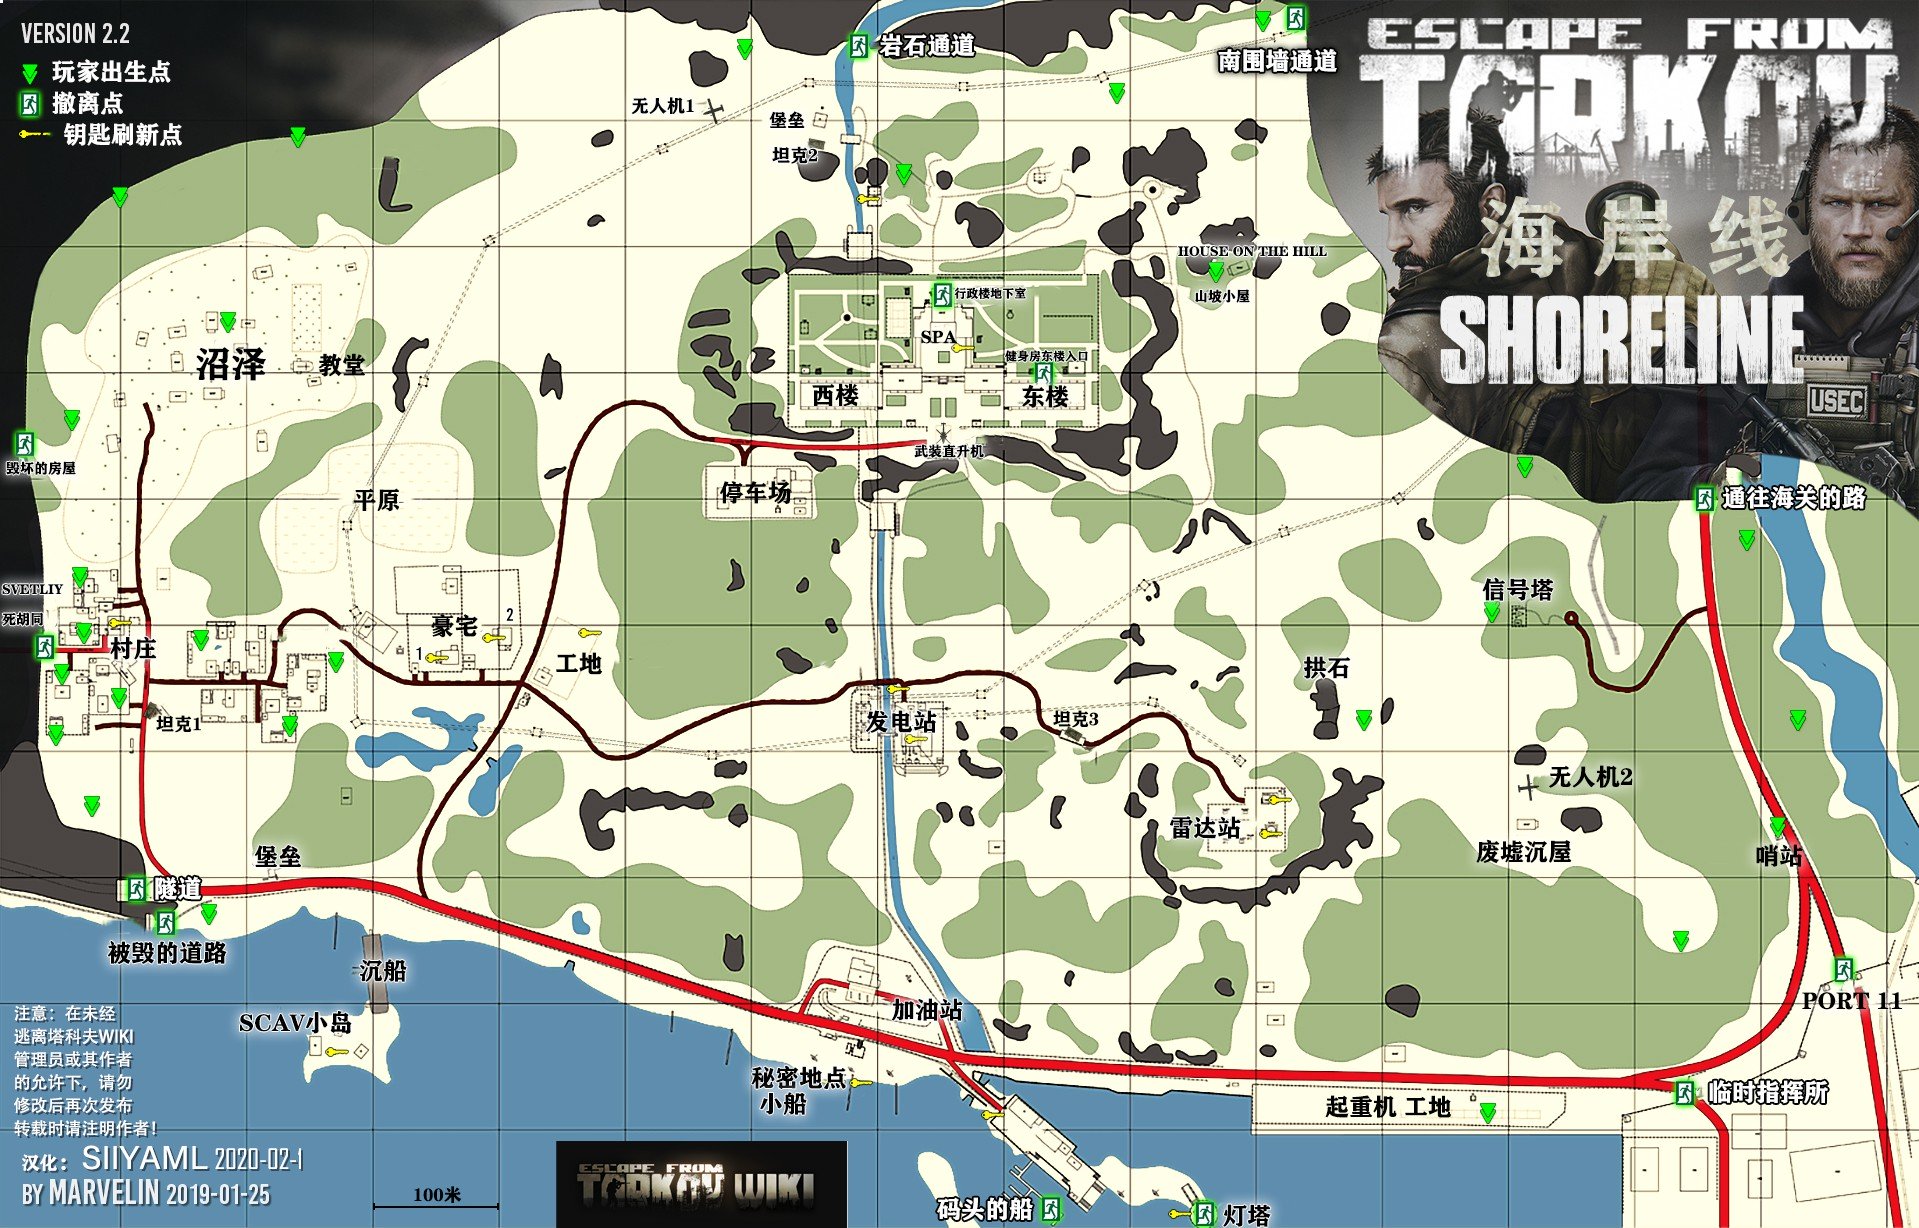 VERSION 2.2
玩家出生点
撤离点
钥匙刷新点
ESCAPE FROM
TARKOV
海岸线
SHORELINE
USEC
岩石通道
南围墙通道
无人机1
堡垒
坦克2
HOUSE ON THE HILL
山坡小屋
行政楼地下室
SPA
健身房东楼入口
西楼
东楼
武装直升机
停车场
沼泽
教堂
毁坏的房屋
平原
通往海关的路
SVETLIY
死胡同
村庄
豪宅
1
2
工地
信号塔
拱石
坦克1
发电站
坦克3
无人机2
雷达站
废墟沉屋
哨站
堡垒
隧道
被毁的道路
沉船
SCAV小岛
加油站
PORT 11
秘密地点
小船
起重机 工地
临时指挥所
码头的船
灯塔
注意：在未经
逃离塔科夫WIKI
管理员或其作者
的允许下，请勿
修改后再次发布
转载时请注明作者！
汉化：SIIYAML 2020-02-1
BY MARVELIN 2019-01-25
100米
ESCAPE FROM
TARKOV WIKI